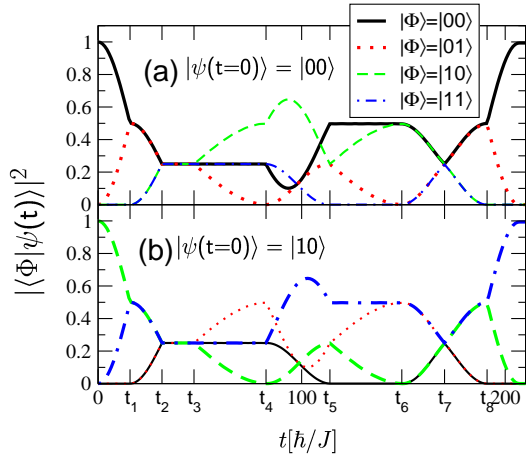 |Φ⟩=|00⟩
|Φ⟩=|01⟩
|Φ⟩=|10⟩
|Φ⟩=|11⟩
(a) |ψ(t=0)⟩ = |00⟩
1
0.8
0.6
0.4
0.2
0
|⟨Φ|ψ(t)⟩|²
(b) |ψ(t=0)⟩ = |10⟩
1
0.8
0.6
0.4
0.2
0
0 t₁ t₂ t₃ t₄ 100 t₅ t₆ t₇ t₈ 200
t[ħ/J]